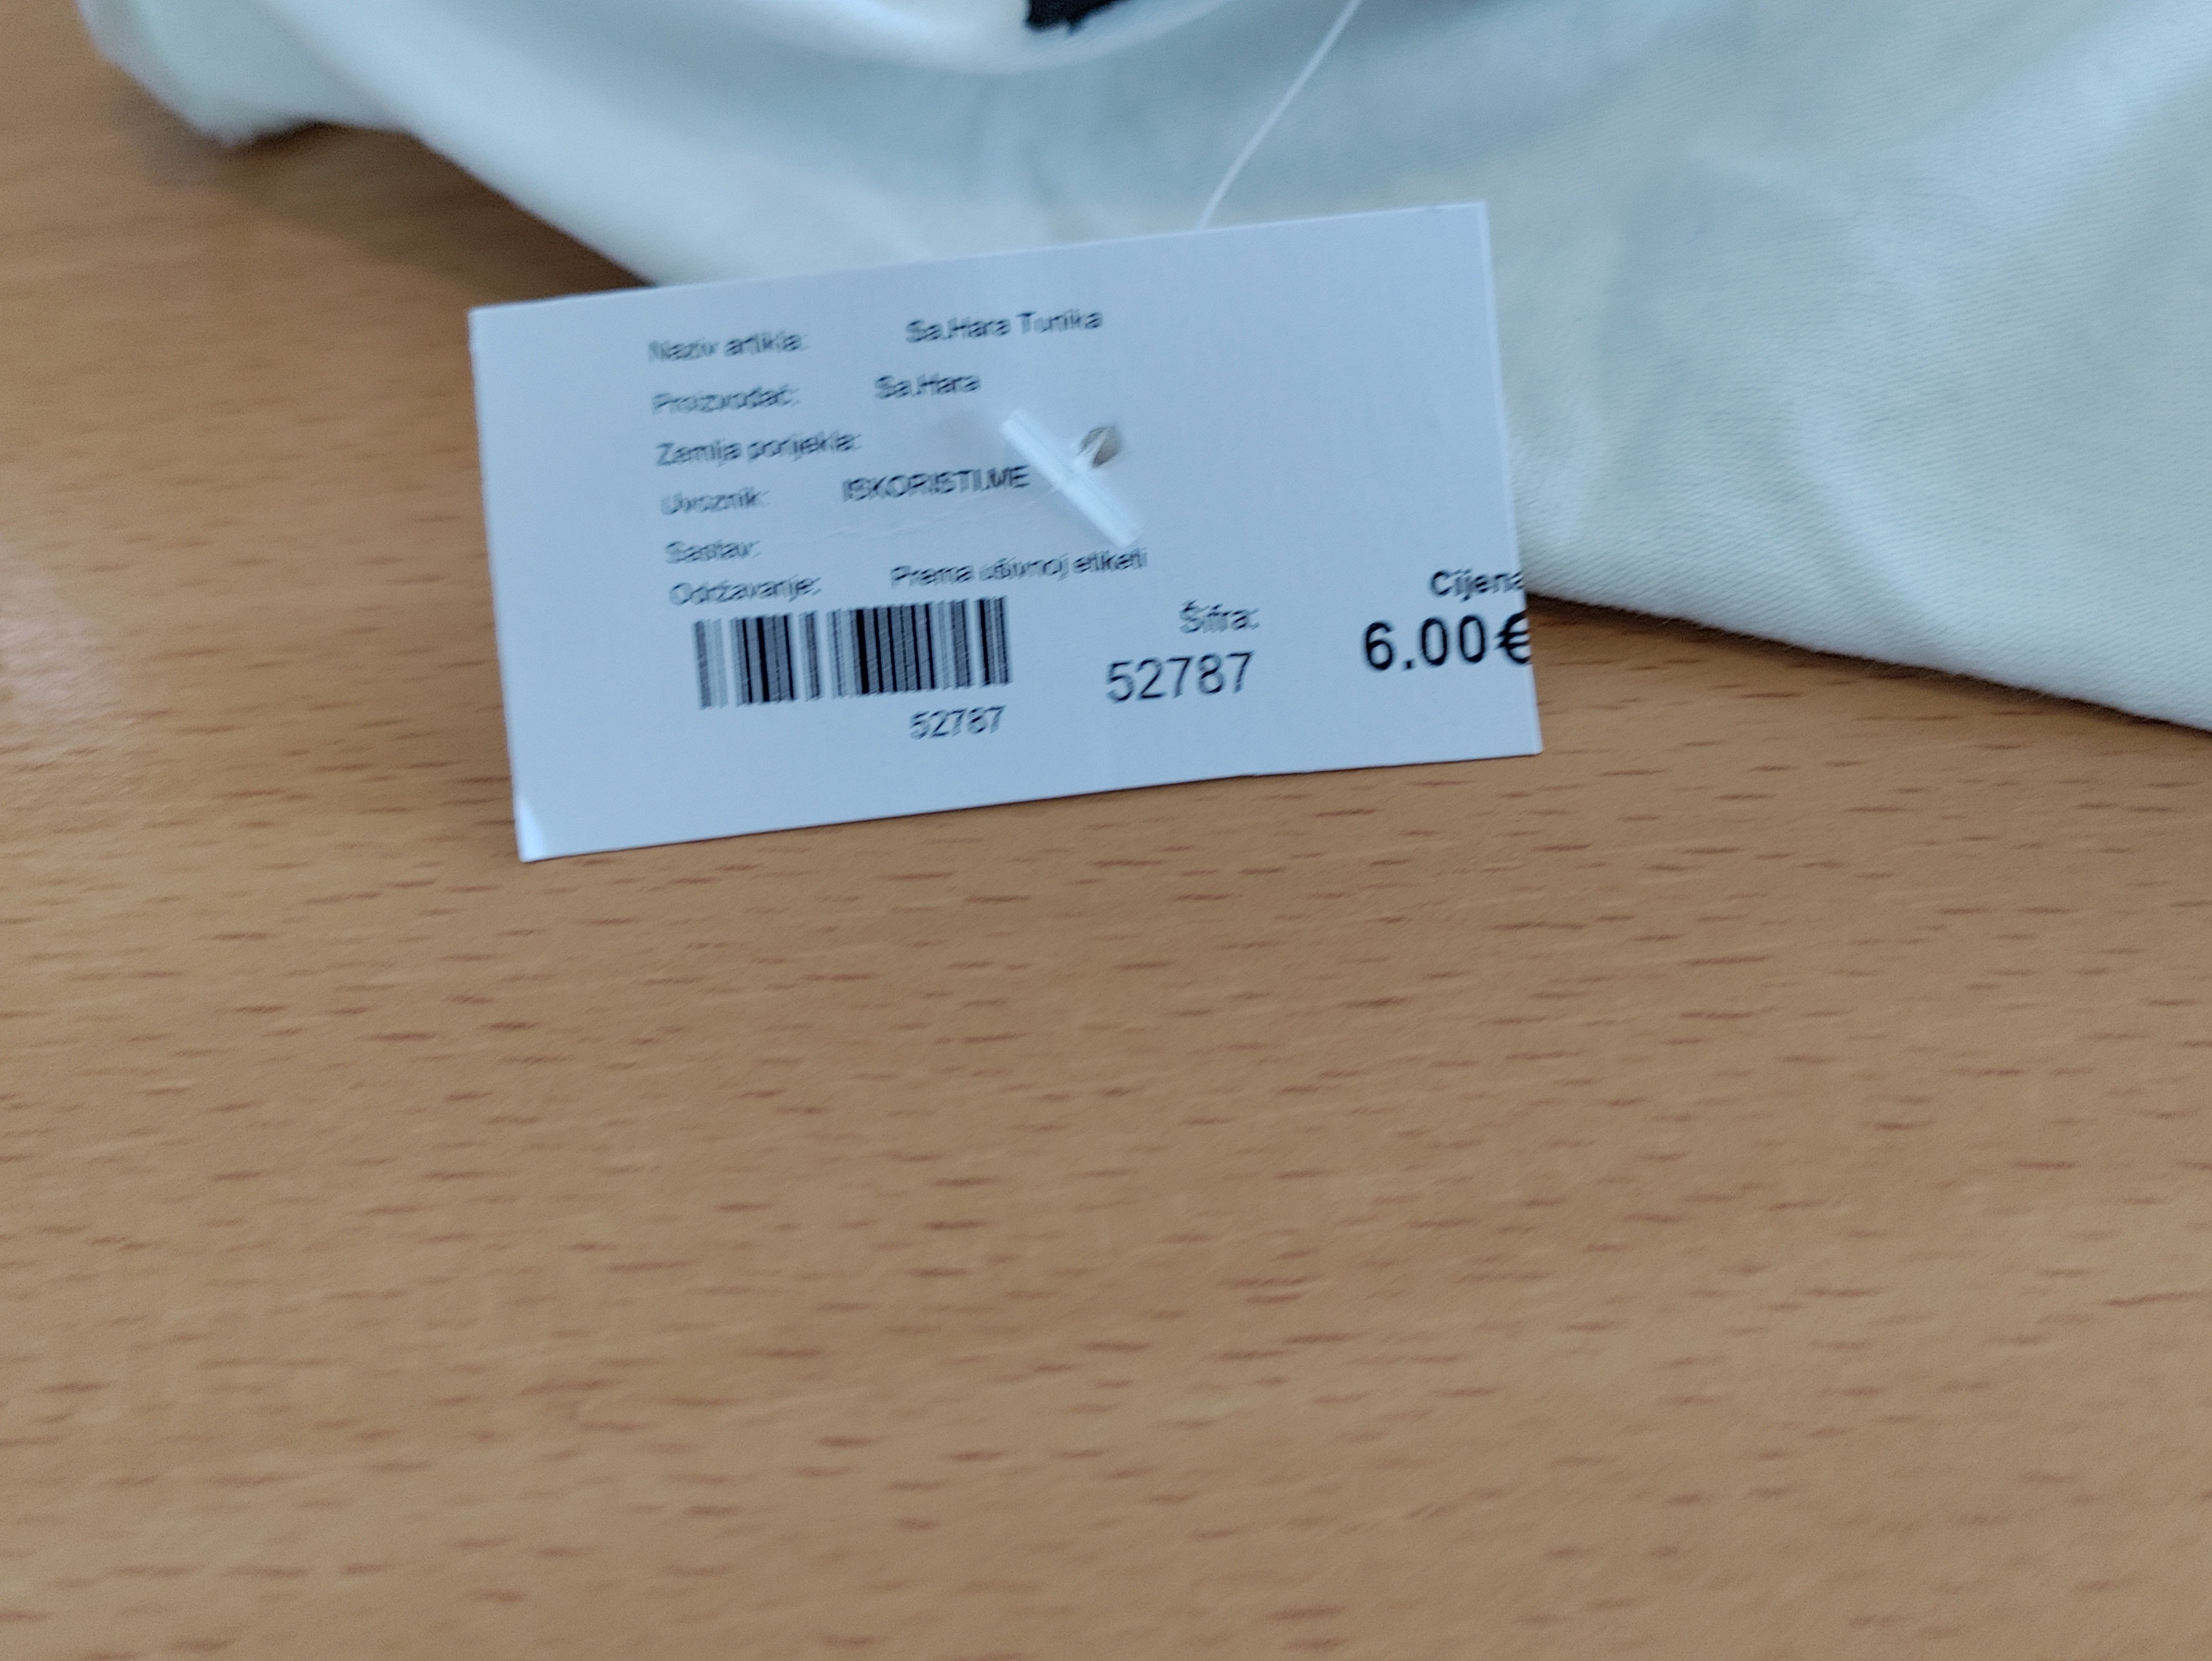 Naziv artikla: Sa.Hara Tunika
Proizvođač: Sa.Hara
Zemlja porijekla:
Uvoznik: ISKORISTI.ME
Sastav:
Održavanje: Prema ušivnoj etiketi
Šifra: Cijena
52787 6.00€
52787